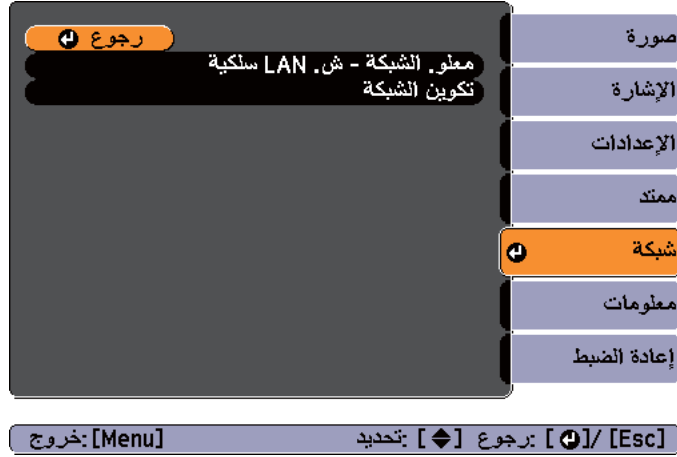 صورة
الإشارة
الإعدادات
ممتد
شبكة
معلومات
إعادة الضبط
رجوع
معلو. الشبكة - ش. LAN سلكية
تكوين الشبكة
[Esc] /[ ] :رجوع [ ] :تحديد [Menu] :خروج